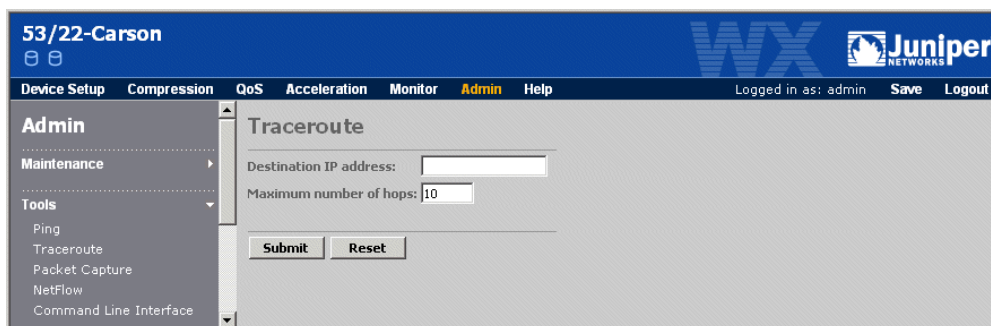 53/22-Carson
WX
Juniper
NETWORKS
Device Setup Compression QoS Acceleration Monitor Admin Help Logged in as: admin Save Logout
Admin
Maintenance
Tools
Ping
Traceroute
Packet Capture
NetFlow
Command Line Interface
Traceroute
Destination IP address:
Maximum number of hops: 10
Submit Reset